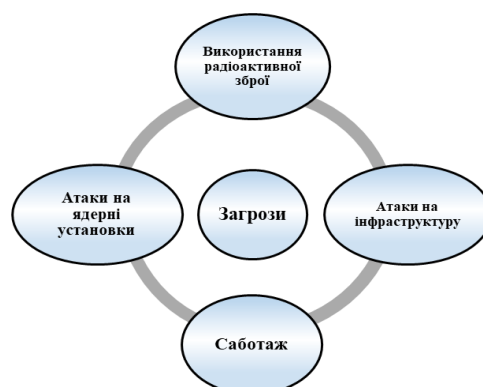 Використання
радіоактивної
зброї
Атаки на
ядерні
установки
Загрози
Атаки на
інфраструктуру
Саботаж